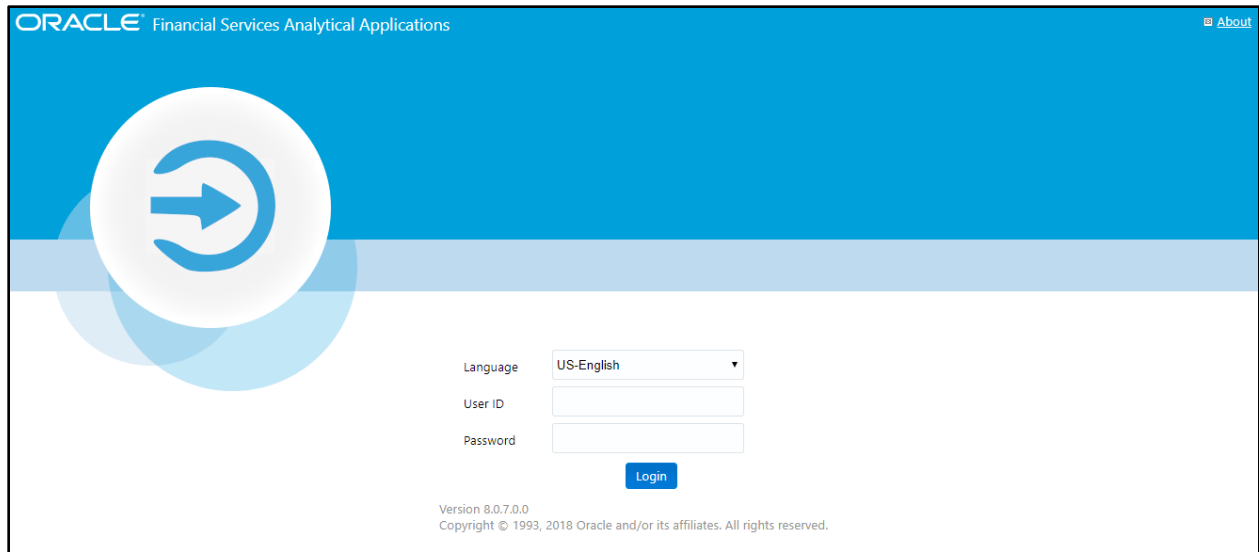 ORACLE® Financial Services Analytical Applications
About
Language US-English
User ID
Password
Login
Version 8.0.7.0.0
Copyright © 1993, 2018 Oracle and/or its affiliates. All rights reserved.